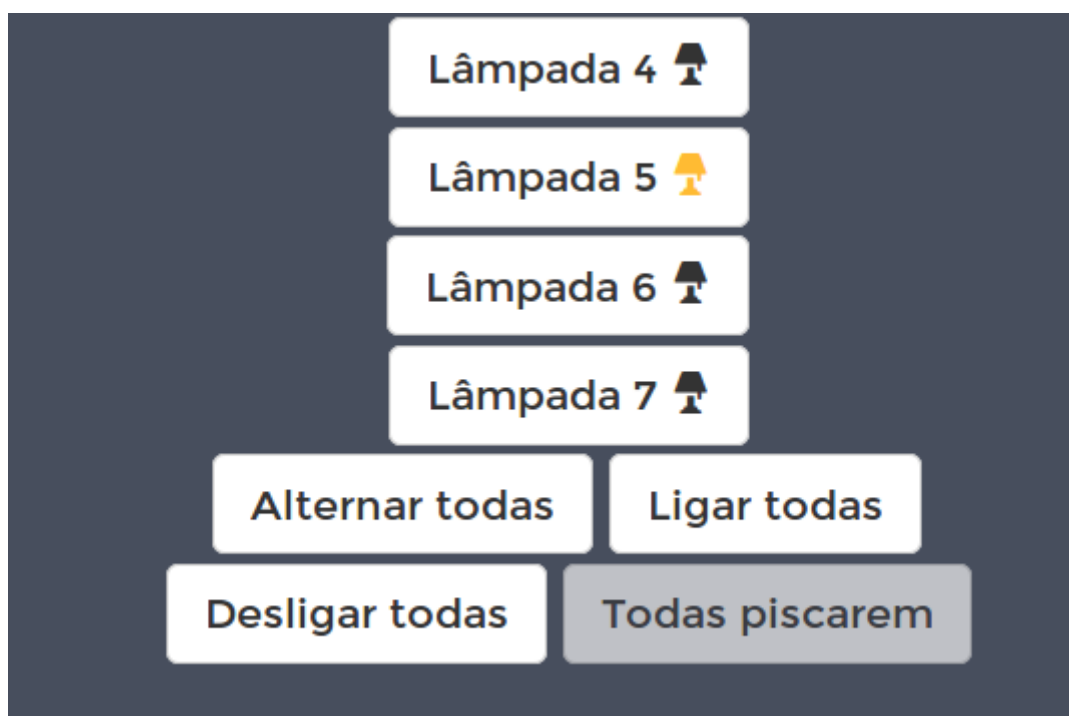 Lâmpada 4
Lâmpada 5
Lâmpada 6
Lâmpada 7
Alternar todas Ligar todas
Desligar todas Todas piscarem